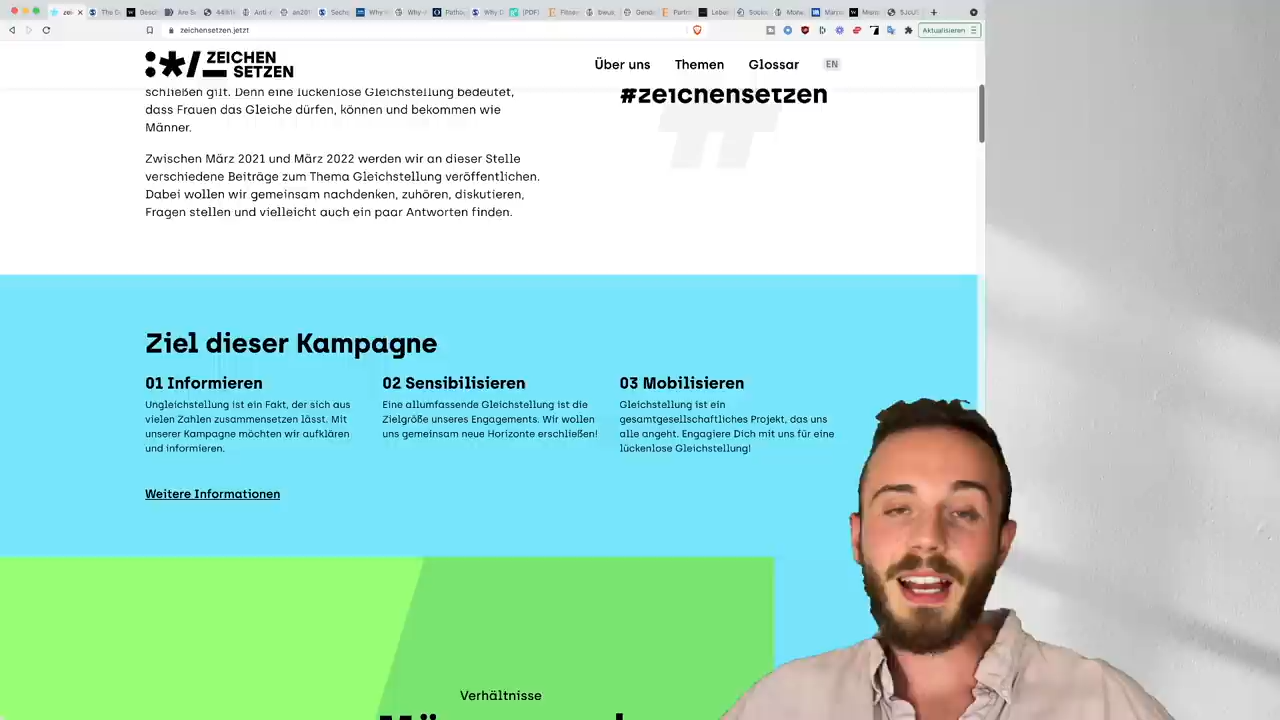 zeichensetzen.jetzt
Aktualisieren
ZEICHEN
SETZEN
Über uns
Themen
Glossar
EN
schließen gilt. Denn eine lückenlose Gleichstellung bedeutet,
dass Frauen das Gleiche dürfen, können und bekommen wie
Männer.
#zeichensetzen
Zwischen März 2021 und März 2022 werden wir an dieser Stelle
verschiedene Beiträge zum Thema Gleichstellung veröffentlichen.
Dabei wollen wir gemeinsam nachdenken, zuhören, diskutieren,
Fragen stellen und vielleicht auch ein paar Antworten finden.
Ziel dieser Kampagne
01 Informieren
Ungleichstellung ist ein Fakt, der sich aus
vielen Zahlen zusammensetzen lässt. Mit
unserer Kampagne möchten wir aufklären
und informieren.
02 Sensibilisieren
Eine allumfassende Gleichstellung ist die
Zielgröße unseres Engagements. Wir wollen
uns gemeinsam neue Horizonte erschließen!
03 Mobilisieren
Gleichstellung ist ein
gesamtgesellschaftliches Projekt, das uns
alle angeht. Engagiere Dich mit uns für eine
lückenlose Gleichstellung!
Weitere Informationen
Verhältnisse